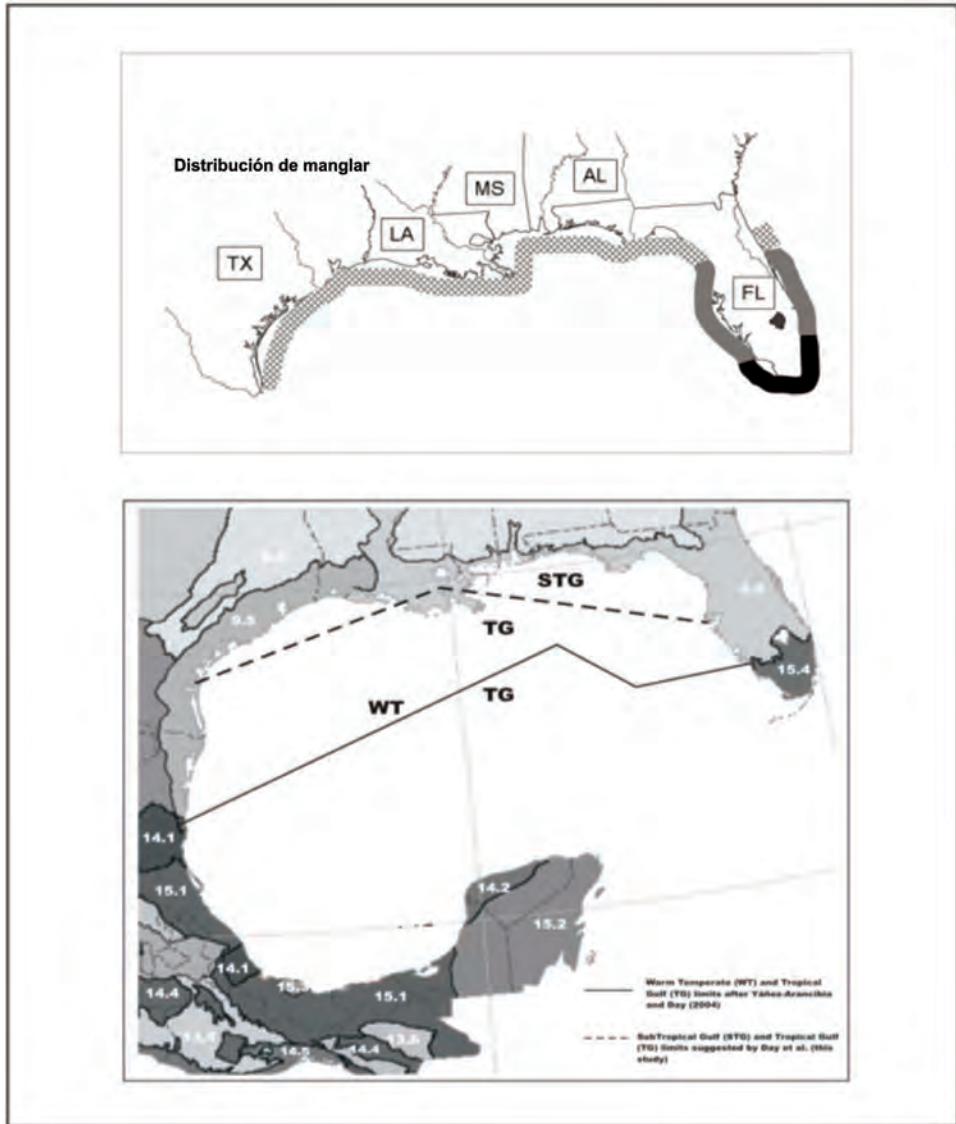 Distribución de manglar
MS
AL
LA
TX
FL
STG
9.5
TG
15.4
WT
TG
14.1
15.1
14.2
15.2
14.1
15.1
14.4
14.4
Warm Temperate (WT) and Tropical
Gulf (TG) limits after Yáñez-Arancibia
and Day (2004)
SubTropical Gulf (STG) and Tropical Gulf
(TG) limits suggested by Day et al. (this
study)